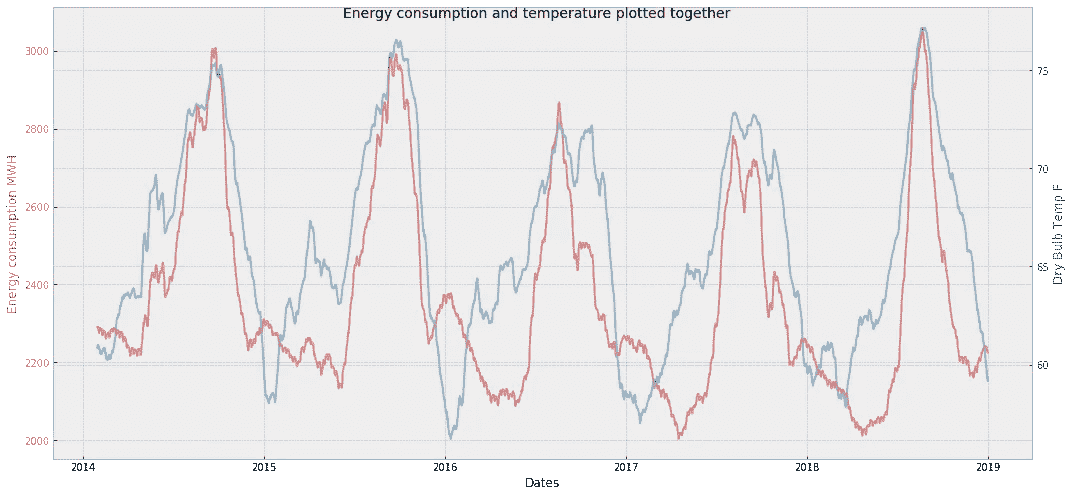 Energy consumption and temperature plotted together
3000
2800
2600
2400
2200
2000
Energy consumption MWH
75
70
65
60
Dry Bulb Temp F
2014 2015 2016 2017 2018 2019
Dates